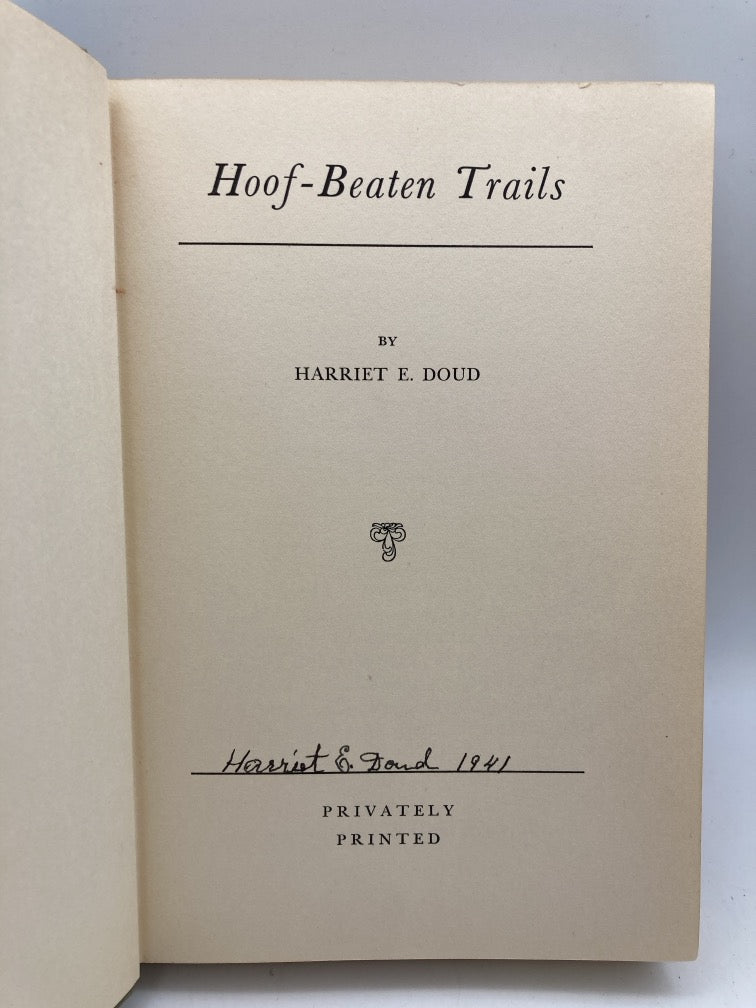 Hoof-Beaten Trails
BY
HARRIET E. DOUD
Harriet E. Doud 1941
PRIVATELY
PRINTED